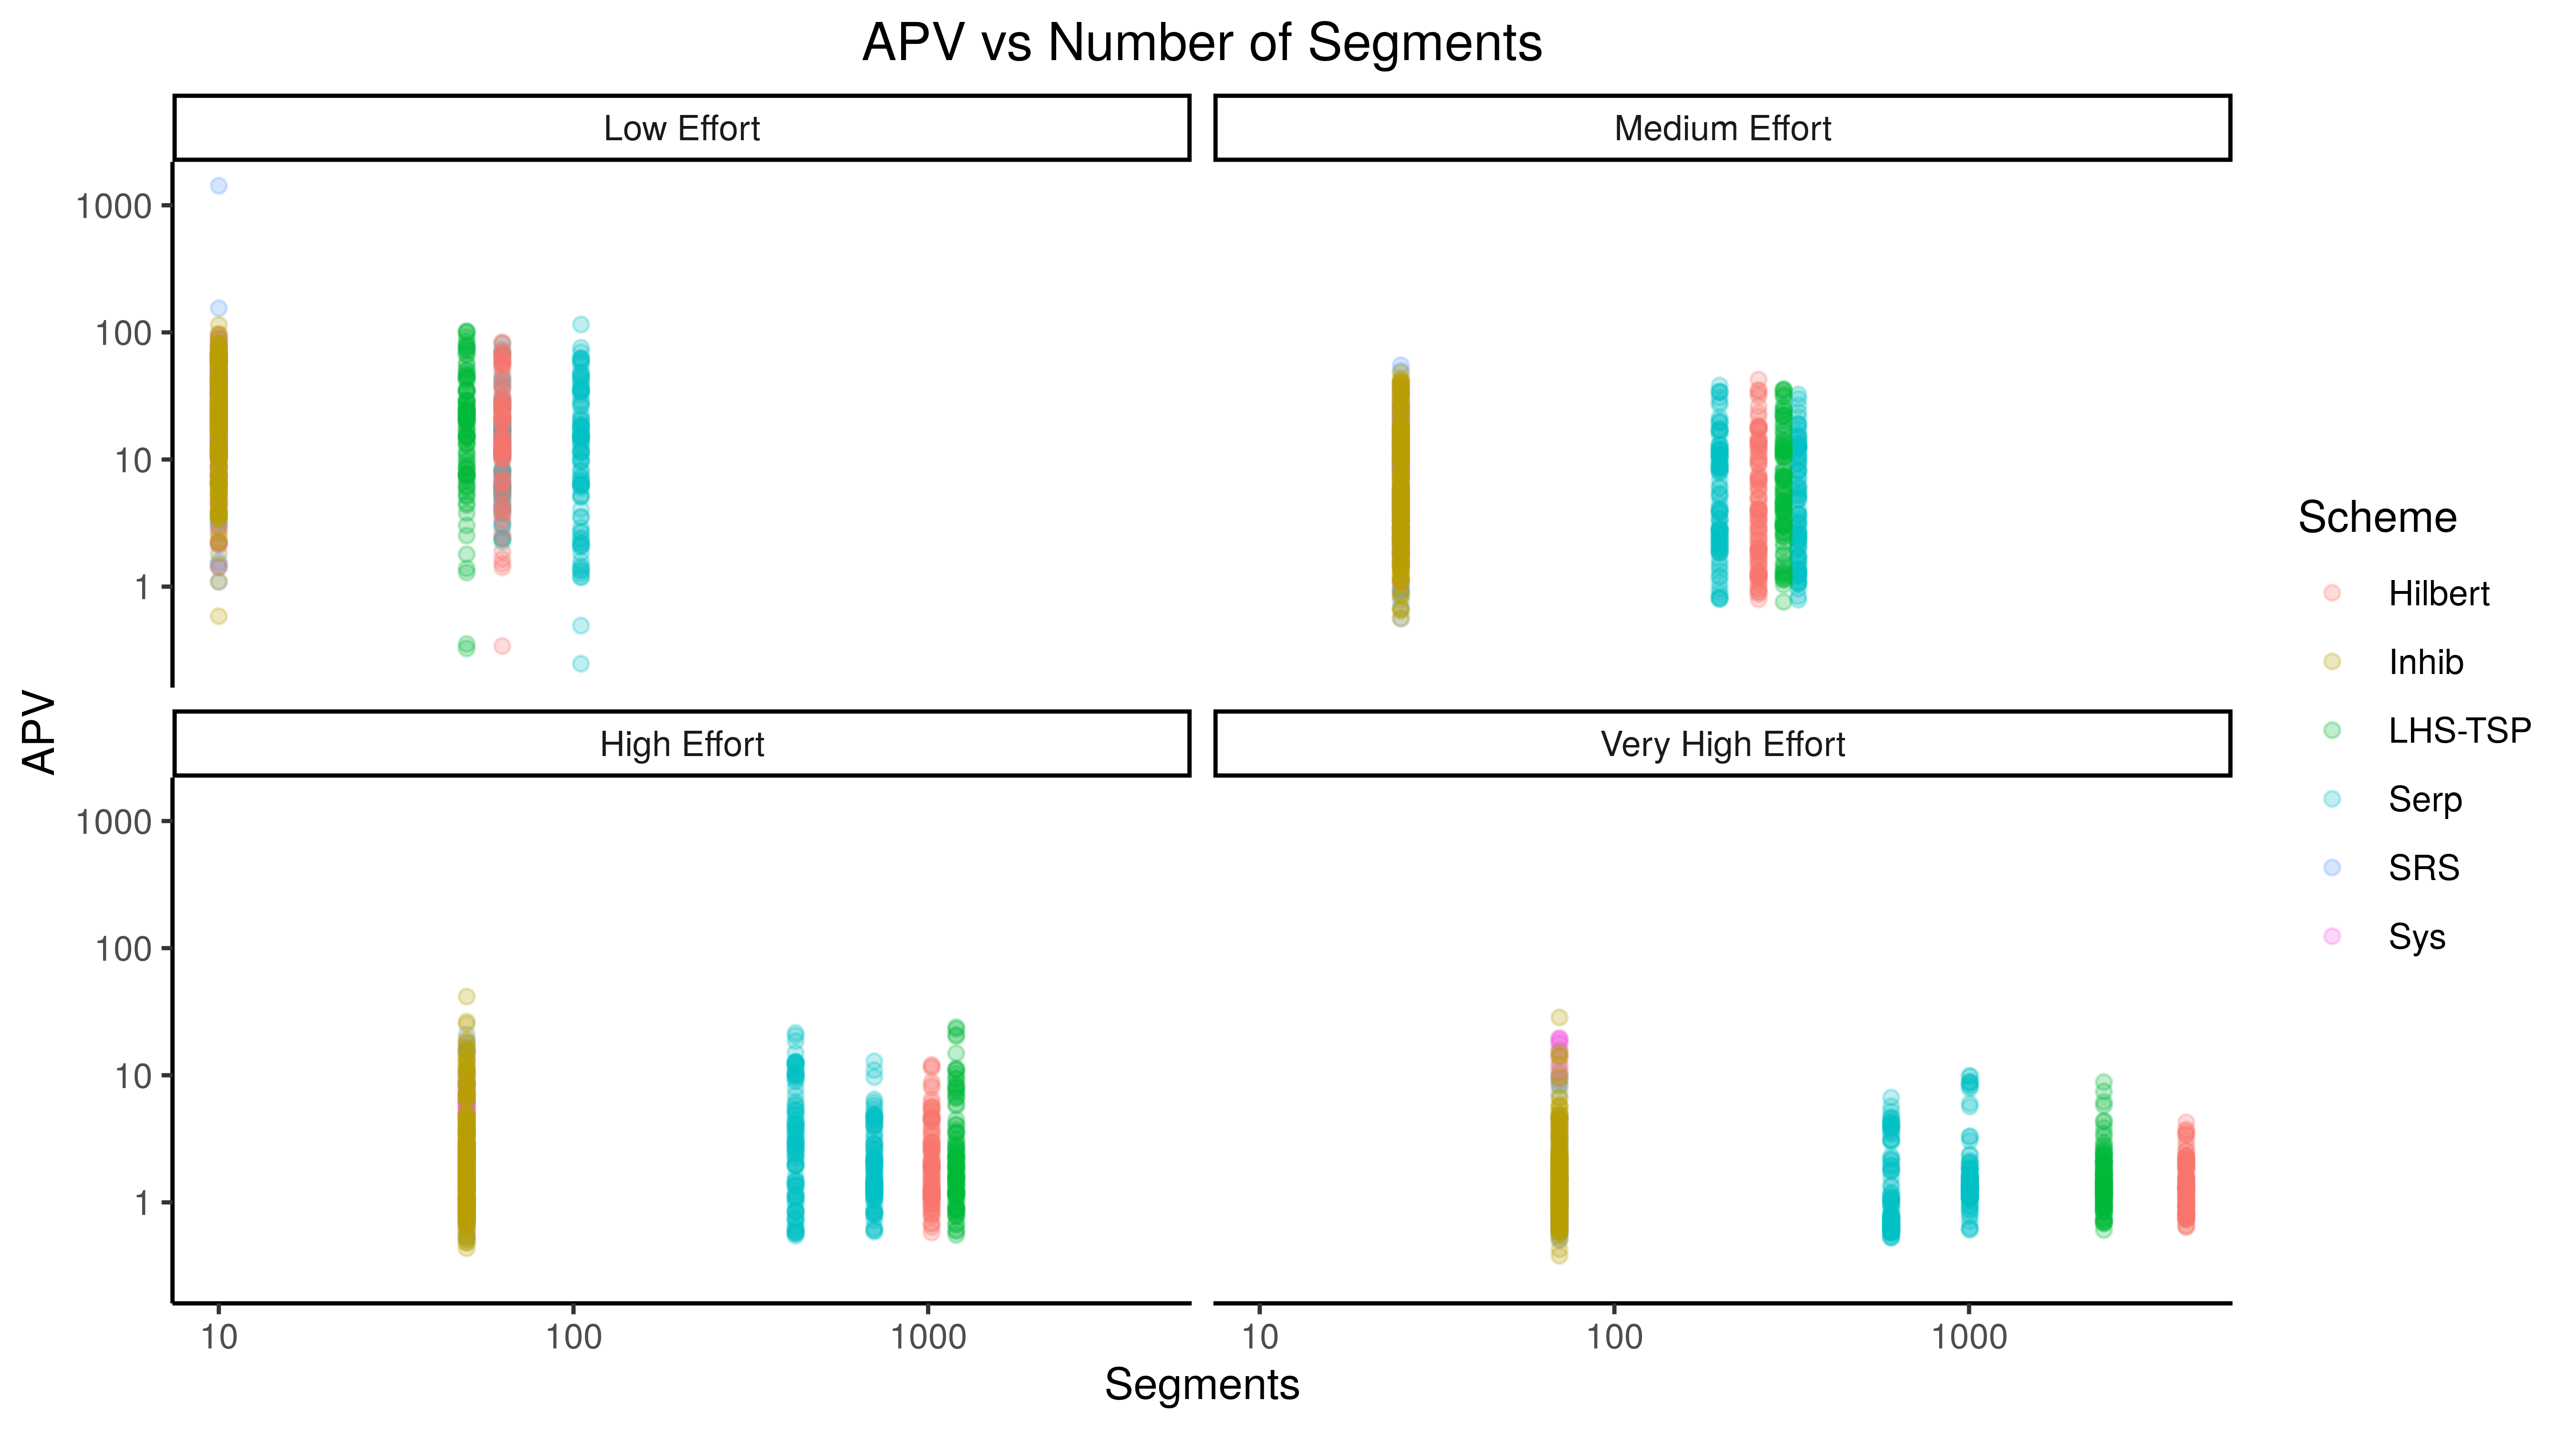 APV vs Number of Segments
Low Effort
Medium Effort
1000
100
10
1
APV
High Effort
Very High Effort
1000
100
10
1
10 100 1000
10 100 1000
Segments
Scheme
Hilbert
Inhib
LHS-TSP
Serp
SRS
Sys